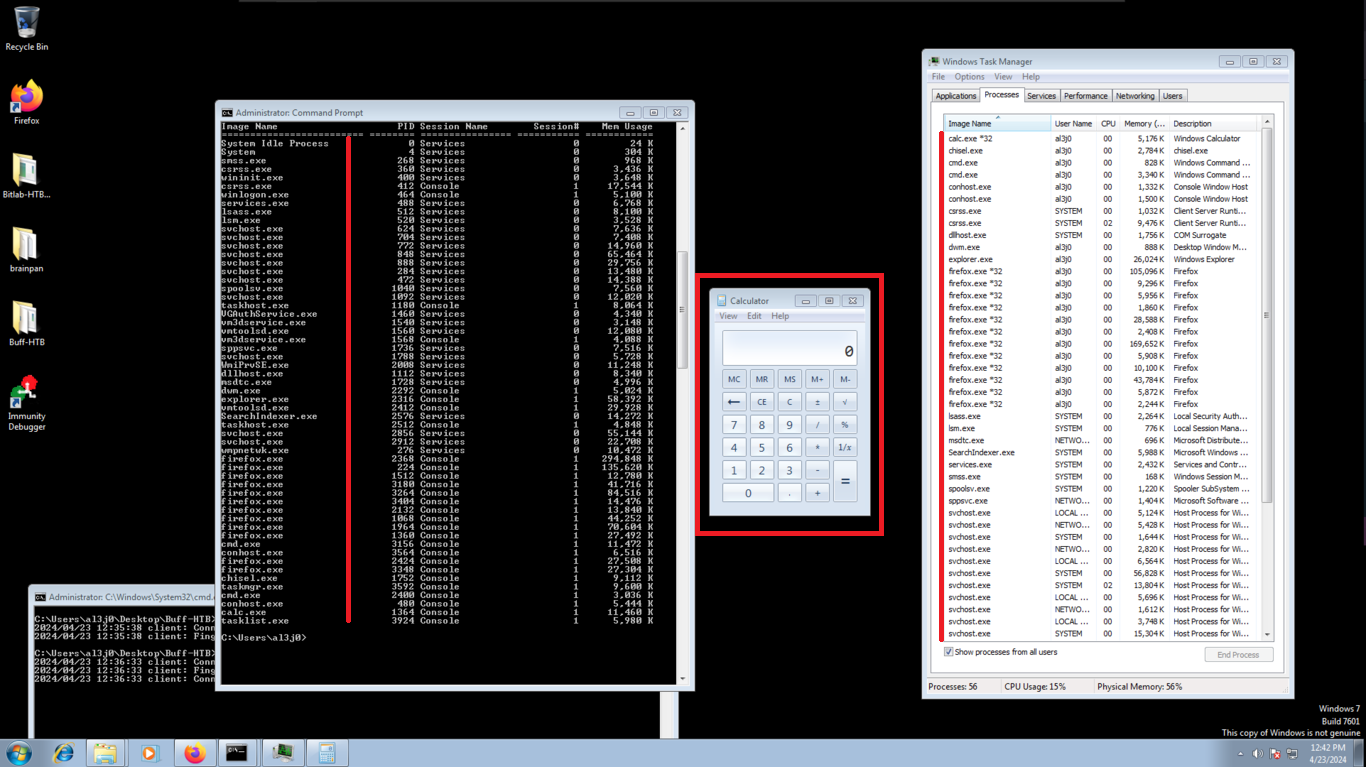 Recycle Bin
Firefox
Bitlab-HTB...
brainpan
Buff-HTB
Immunity
Debugger
Administrator: Command Prompt
Image Name PID Session Name Session# Mem Usage
========================= ======== ================ =========== ============
System Idle Process 0 Services 0 24 K
System 4 Services 0 304 K
smss.exe 268 Services 0 968 K
csrss.exe 360 Services 0 3,436 K
wininit.exe 400 Services 0 3,648 K
csrss.exe 412 Console 1 17,544 K
winlogon.exe 464 Console 1 5,100 K
services.exe 488 Services 0 6,768 K
lsass.exe 512 Services 0 8,100 K
lsm.exe 520 Services 0 3,528 K
svchost.exe 624 Services 0 7,636 K
svchost.exe 704 Services 0 7,408 K
svchost.exe 772 Services 0 14,960 K
svchost.exe 848 Services 0 65,464 K
svchost.exe 888 Services 0 29,756 K
svchost.exe 284 Services 0 13,480 K
svchost.exe 472 Services 0 14,388 K
spoolsv.exe 1040 Services 0 7,560 K
svchost.exe 1092 Services 0 12,020 K
taskhost.exe 1180 Console 1 8,064 K
VGAuthService.exe 1460 Services 0 4,340 K
vm3dservice.exe 1540 Services 0 3,148 K
vmtoolsd.exe 1560 Services 0 12,080 K
vm3dservice.exe 1568 Console 1 4,088 K
sppsvc.exe 1736 Services 0 7,516 K
svchost.exe 1788 Services 0 5,728 K
WmiPrvSE.exe 2008 Services 0 11,248 K
dllhost.exe 1112 Services 0 8,340 K
msdtc.exe 1728 Services 0 4,996 K
dwm.exe 2292 Console 1 5,024 K
explorer.exe 2316 Console 1 58,392 K
vmtoolsd.exe 2412 Console 1 29,928 K
SearchIndexer.exe 2576 Services 0 14,272 K
taskhost.exe 2512 Console 1 4,848 K
svchost.exe 2856 Services 0 55,144 K
svchost.exe 2912 Services 0 22,708 K
wmpnetwk.exe 276 Services 0 10,472 K
firefox.exe 2368 Console 1 294,848 K
firefox.exe 224 Console 1 135,620 K
firefox.exe 1512 Console 1 12,780 K
firefox.exe 3180 Console 1 41,716 K
firefox.exe 3264 Console 1 84,516 K
firefox.exe 3404 Console 1 14,476 K
firefox.exe 2132 Console 1 13,840 K
firefox.exe 1068 Console 1 44,252 K
firefox.exe 1964 Console 1 70,604 K
firefox.exe 1360 Console 1 27,492 K
cmd.exe 3156 Console 1 11,472 K
conhost.exe 3564 Console 1 6,516 K
firefox.exe 2424 Console 1 27,508 K
firefox.exe 3348 Console 1 27,304 K
chisel.exe 1752 Console 1 9,112 K
taskmgr.exe 3592 Console 1 9,600 K
cmd.exe 2400 Console 1 3,036 K
conhost.exe 480 Console 1 5,444 K
calc.exe 1364 Console 1 11,460 K
tasklist.exe 3924 Console 1 5,980 K
C:\Users\al3j0>
Administrator: C:\Windows\System32\cmd.
C:\Users\al3j0\Desktop\Buff-HTB>
2024/04/23 12:35:38 client: Conn
2024/04/23 12:35:38 client: Fing
C:\Users\al3j0\Desktop\Buff-HTB>
2024/04/23 12:36:33 client: Conn
2024/04/23 12:36:33 client: Fing
2024/04/23 12:36:33 client: Conn
Calculator
View Edit Help
0
MC MR MS M+ M-
← CE C ± √
7 8 9 / %
4 5 6 * 1/x
1 2 3 - =
0 . +
Windows Task Manager
File Options View Help
Applications Processes Services Performance Networking Users
Image Name User Name CPU Memory (... Description
calc.exe *32 al3j0 00 5,176 K Windows Calculator
chisel.exe al3j0 00 2,784 K chisel.exe
cmd.exe al3j0 00 828 K Windows Command ...
cmd.exe al3j0 00 3,340 K Windows Command ...
conhost.exe al3j0 00 1,332 K Console Window Host
conhost.exe al3j0 00 1,500 K Console Window Host
csrss.exe SYSTEM 00 1,032 K Client Server Runti...
csrss.exe SYSTEM 02 9,476 K Client Server Runti...
dllhost.exe SYSTEM 00 1,756 K COM Surrogate
dwm.exe al3j0 00 888 K Desktop Window M...
explorer.exe al3j0 00 26,024 K Windows Explorer
firefox.exe *32 al3j0 00 105,096 K Firefox
firefox.exe *32 al3j0 00 9,296 K Firefox
firefox.exe *32 al3j0 00 5,956 K Firefox
firefox.exe *32 al3j0 00 1,860 K Firefox
firefox.exe *32 al3j0 00 28,588 K Firefox
firefox.exe *32 al3j0 00 2,408 K Firefox
firefox.exe *32 al3j0 00 169,652 K Firefox
firefox.exe *32 al3j0 00 5,908 K Firefox
firefox.exe *32 al3j0 00 10,100 K Firefox
firefox.exe *32 al3j0 00 43,784 K Firefox
firefox.exe *32 al3j0 00 5,872 K Firefox
firefox.exe *32 al3j0 00 2,244 K Firefox
lsass.exe SYSTEM 00 2,264 K Local Security Auth...
lsm.exe SYSTEM 00 776 K Local Session Mana...
msdtc.exe NETWO... 00 696 K Microsoft Distribute...
SearchIndexer.exe SYSTEM 00 5,988 K Microsoft Windows ...
services.exe SYSTEM 00 2,432 K Services and Contr...
smss.exe SYSTEM 00 168 K Windows Session M...
spoolsv.exe SYSTEM 00 1,220 K Spooler SubSystem ...
sppsvc.exe NETWO... 00 1,404 K Microsoft Software ...
svchost.exe LOCAL ... 00 5,124 K Host Process for Wi...
svchost.exe NETWO... 00 5,428 K Host Process for Wi...
svchost.exe SYSTEM 00 1,644 K Host Process for Wi...
svchost.exe NETWO... 00 2,820 K Host Process for Wi...
svchost.exe LOCAL ... 00 6,564 K Host Process for Wi...
svchost.exe SYSTEM 00 56,828 K Host Process for Wi...
svchost.exe SYSTEM 02 13,804 K Host Process for Wi...
svchost.exe LOCAL ... 00 5,696 K Host Process for Wi...
svchost.exe NETWO... 00 1,612 K Host Process for Wi...
svchost.exe LOCAL ... 00 3,748 K Host Process for Wi...
svchost.exe SYSTEM 00 15,304 K Host Process for Wi...
Show processes from all users
End Process
Processes: 56 CPU Usage: 15% Physical Memory: 56%
Windows 7
Build 7601
This copy of Windows is not genuine
12:42 PM
4/23/2024